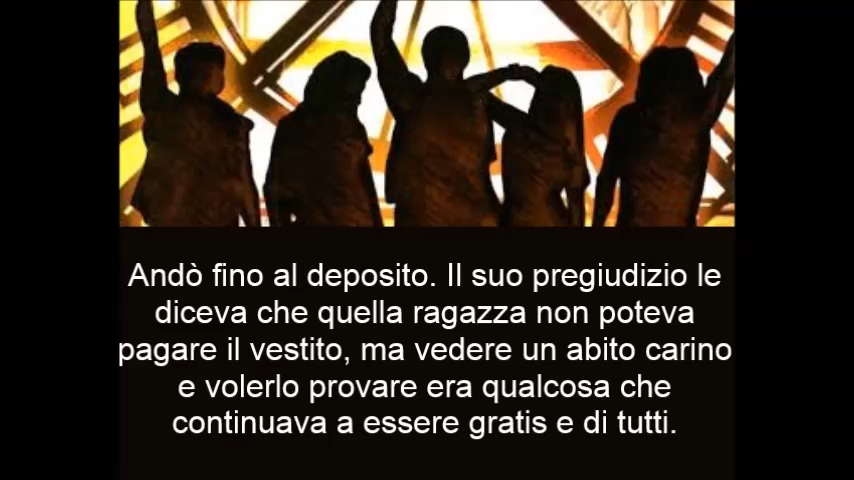 Andò fino al deposito. Il suo pregiudizio le
diceva che quella ragazza non poteva
pagare il vestito, ma vedere un abito carino
e volerlo provare era qualcosa che
continuava a essere gratis e di tutti.